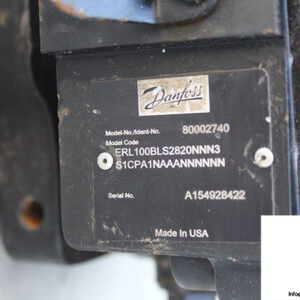 Danfoss
Model-No./Ident-No. 80002740
Model Code
ERL100BLS2820NNN3
S1CPA1NAAANNNNNN
Serial No. A154928422
Made In USA